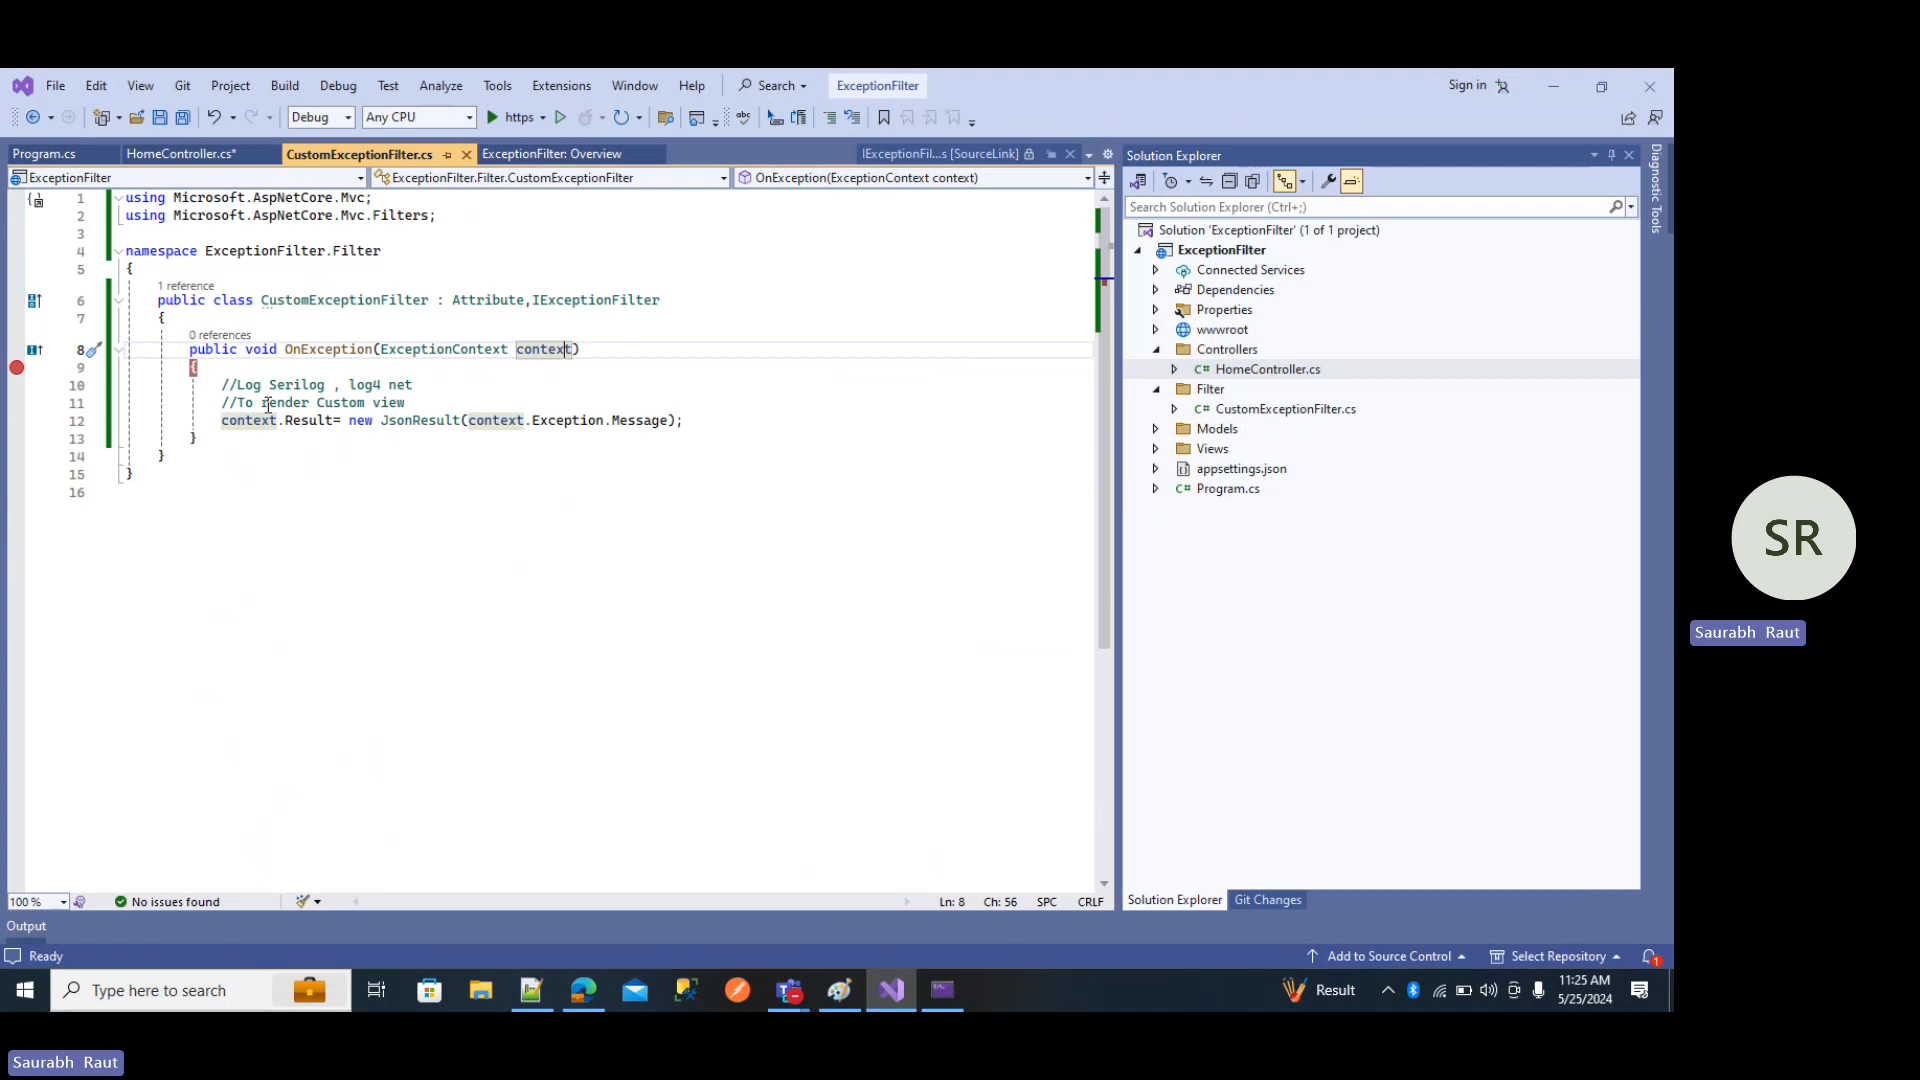 File Edit View Git Project Build Debug Test Analyze Tools Extensions Window Help Search ExceptionFilter Sign in
Debug Any CPU https
Program.cs HomeController.cs* CustomExceptionFilter.cs ExceptionFilter: Overview IExceptionFil...s [SourceLink]
ExceptionFilter ExceptionFilter.Filter.CustomExceptionFilter OnException(ExceptionContext context)
1 using Microsoft.AspNetCore.Mvc;
2 using Microsoft.AspNetCore.Mvc.Filters;
3
4 namespace ExceptionFilter.Filter
5 {
1 reference
6 public class CustomExceptionFilter : Attribute,IExceptionFilter
7 {
0 references
8 public void OnException(ExceptionContext context)
9 {
10 //Log Serilog , log4 net
11 //To render Custom view
12 context.Result= new JsonResult(context.Exception.Message);
13 }
14 }
15 }
16
100 % No issues found Ln: 8 Ch: 56 SPC CRLF
Solution Explorer
Search Solution Explorer (Ctrl+;)
Solution 'ExceptionFilter' (1 of 1 project)
ExceptionFilter
Connected Services
Dependencies
Properties
wwwroot
Controllers
C# HomeController.cs
Filter
C# CustomExceptionFilter.cs
Models
Views
appsettings.json
C# Program.cs
Solution Explorer Git Changes
Diagnostic Tools
Output
Ready Add to Source Control Select Repository 1
Type here to search Result 11:25 AM
5/25/2024
SR
Saurabh Raut
Saurabh Raut